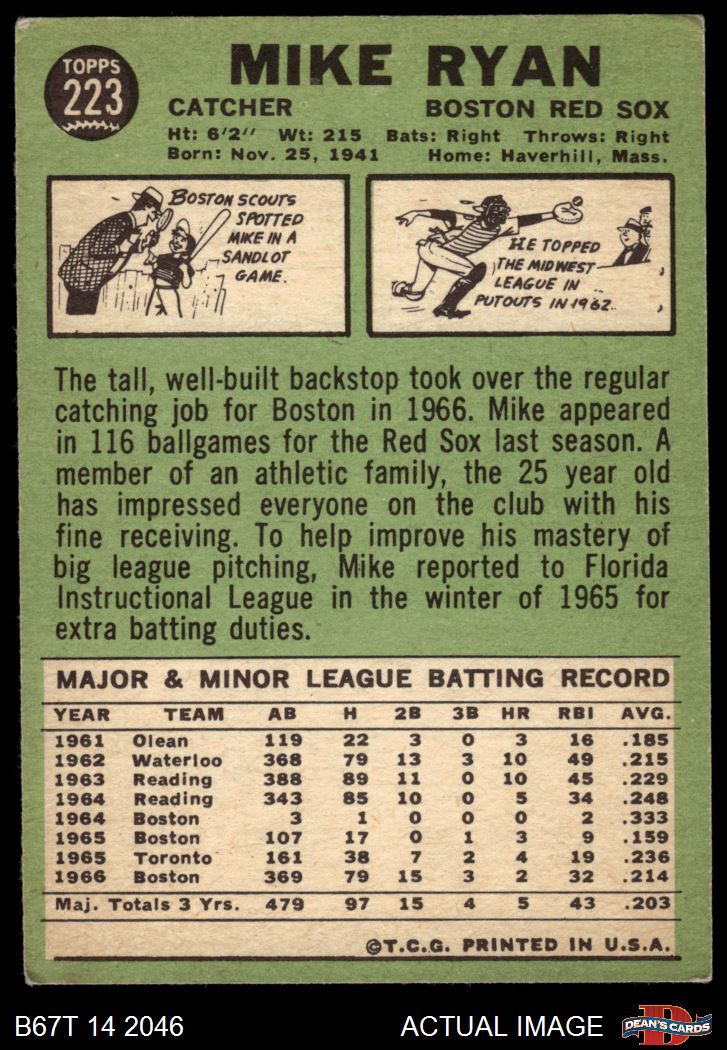 TOPPS
223
MIKE RYAN
CATCHER BOSTON RED SOX
Ht: 6'2" Wt: 215 Bats: Right Throws: Right
Born: Nov. 25, 1941 Home: Haverhill, Mass.
BOSTON SCOUTS
SPOTTED
MIKE IN A
SANDLOT
GAME.
HE TOPPED
THE MIDWEST
LEAGUE IN
PUTOUTS IN 1962.
The tall, well-built backstop took over the regular
catching job for Boston in 1966. Mike appeared
in 116 ballgames for the Red Sox last season. A
member of an athletic family, the 25 year old
has impressed everyone on the club with his
fine receiving. To help improve his mastery of
big league pitching, Mike reported to Florida
Instructional League in the winter of 1965 for
extra batting duties.
MAJOR & MINOR LEAGUE BATTING RECORD
YEAR TEAM AB H 2B 3B HR RBI AVG.
1961 Olean 119 22 3 0 3 16 .185
1962 Waterloo 368 79 13 3 10 49 .215
1963 Reading 388 89 11 0 10 45 .229
1964 Reading 343 85 10 0 5 34 .248
1964 Boston 3 1 0 0 0 2 .333
1965 Boston 107 17 0 1 3 9 .159
1965 Toronto 161 38 7 2 4 19 .236
1966 Boston 369 79 15 3 2 32 .214
Maj. Totals 3 Yrs. 479 97 15 4 5 43 .203
©T.C.G. PRINTED IN U.S.A.
B67T 14 2046 ACTUAL IMAGE
D
DEAN'S CARDS